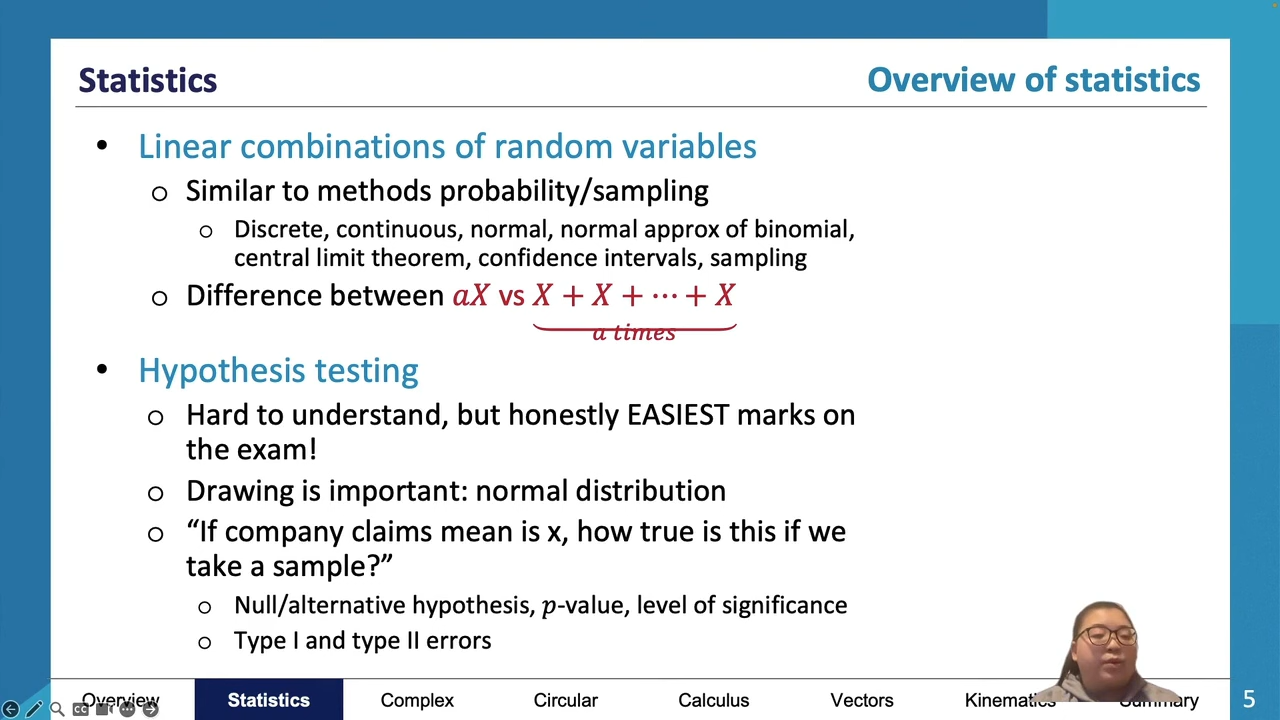 Statistics
Overview of statistics
• Linear combinations of random variables
o Similar to methods probability/sampling
o Discrete, continuous, normal, normal approx of binomial,
central limit theorem, confidence intervals, sampling
o Difference between aX vs X + X + ⋯ + X
a times
• Hypothesis testing
o Hard to understand, but honestly EASIEST marks on
the exam!
o Drawing is important: normal distribution
o “If company claims mean is x, how true is this if we
take a sample?”
o Null/alternative hypothesis, p-value, level of significance
o Type I and type II errors
Overview Statistics Complex Circular Calculus Vectors Kinematics Summary 5